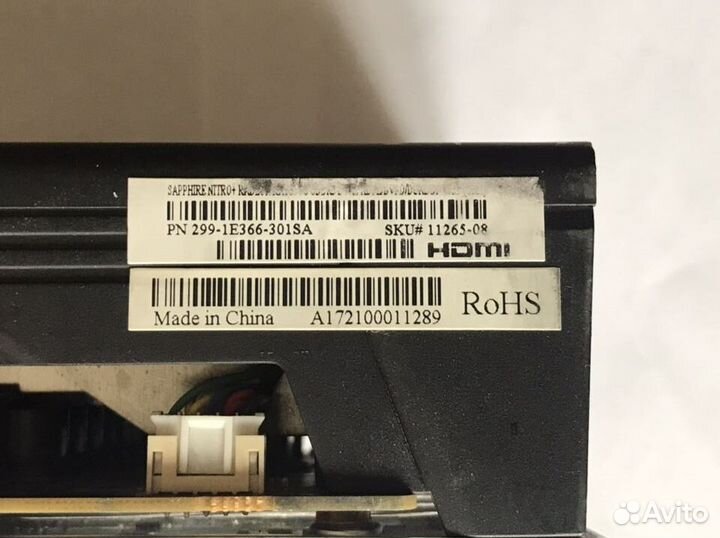 SAPPHIRE NITRO+
PN 299-1E366-301SA SKU# 11265-08
HDMI
Made in China A172100011289 RoHS
Avito